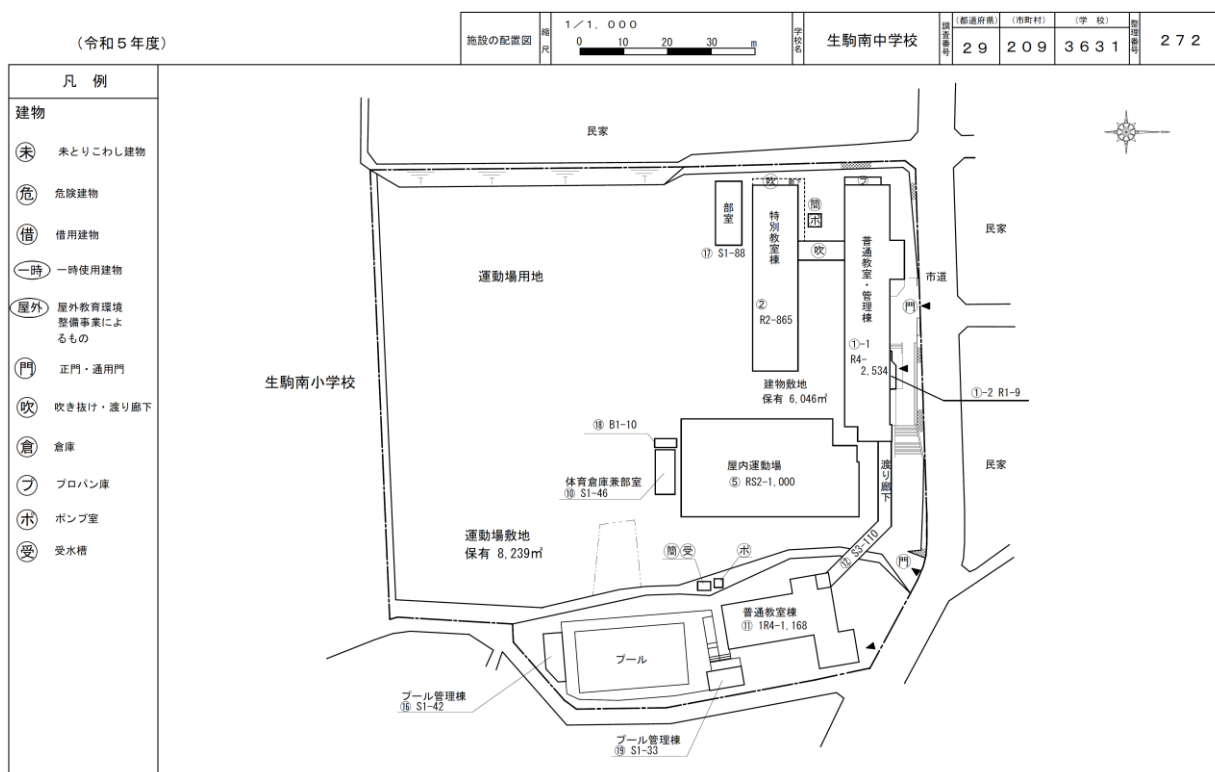 (令和5年度)
施設の配置図
縮尺
1/1,000
0 10 20 30 m
学校名
生駒南中学校
調査番号
(都道府県) (市町村) (学 校)
29 209 3631
整理番号
272
凡 例
建物
未 未とりこわし建物
危 危険建物
借 借用建物
一時 一時使用建物
屋外 屋外教育環境
整備事業によ
るもの
門 正門・通用門
吹 吹き抜け・渡り廊下
倉 倉庫
プ プロパン庫
ポ ポンプ室
受 受水槽
民家
民家
民家
市道
門
吹
プ
簡
ポ
部室
⑰ S1-88
特別教室棟
②
R2-865
吹
普通教室・管理棟
①-1
R4-
2,534
①-2 R1-9
運動場用地
生駒南小学校
建物敷地
保有 6,046㎡
⑱ B1-10
体育倉庫兼部室
⑩ S1-46
屋内運動場
⑤ RS2-1,000
渡り廊下
⑫ S3-110
運動場敷地
保有 8,239㎡
簡受
ポ
門
普通教室棟
⑪ 1R4-1,168
プール
プール管理棟
⑯ S1-42
プール管理棟
⑲ S1-33